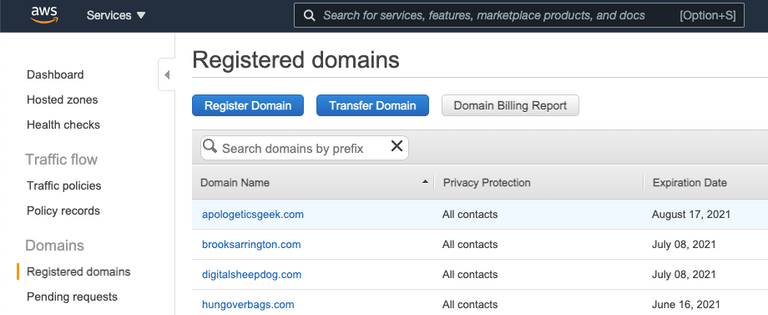 aws
Services
Search for services, features, marketplace products, and docs [Option+S]
Dashboard
Hosted zones
Health checks
Traffic flow
Traffic policies
Policy records
Domains
Registered domains
Pending requests
Registered domains
Register Domain Transfer Domain Domain Billing Report
Search domains by prefix
Domain Name Privacy Protection Expiration Date
apologeticsgeek.com All contacts August 17, 2021
brooksarrington.com All contacts July 08, 2021
digitalsheepdog.com All contacts July 08, 2021
hungoverbags.com All contacts June 16, 2021